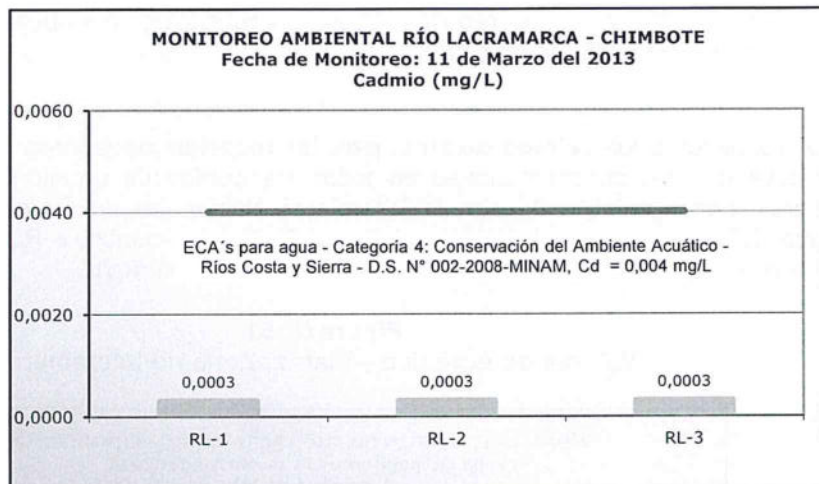 MONITOREO AMBIENTAL RÍO LACRAMARCA - CHIMBOTE
Fecha de Monitoreo: 11 de Marzo del 2013
Cadmio (mg/L)
0,0060
0,0040
ECA´s para agua - Categoría 4: Conservación del Ambiente Acuático -
Ríos Costa y Sierra - D.S. N° 002-2008-MINAM, Cd = 0,004 mg/L
0,0020
0,0003 0,0003 0,0003
0,0000
RL-1 RL-2 RL-3